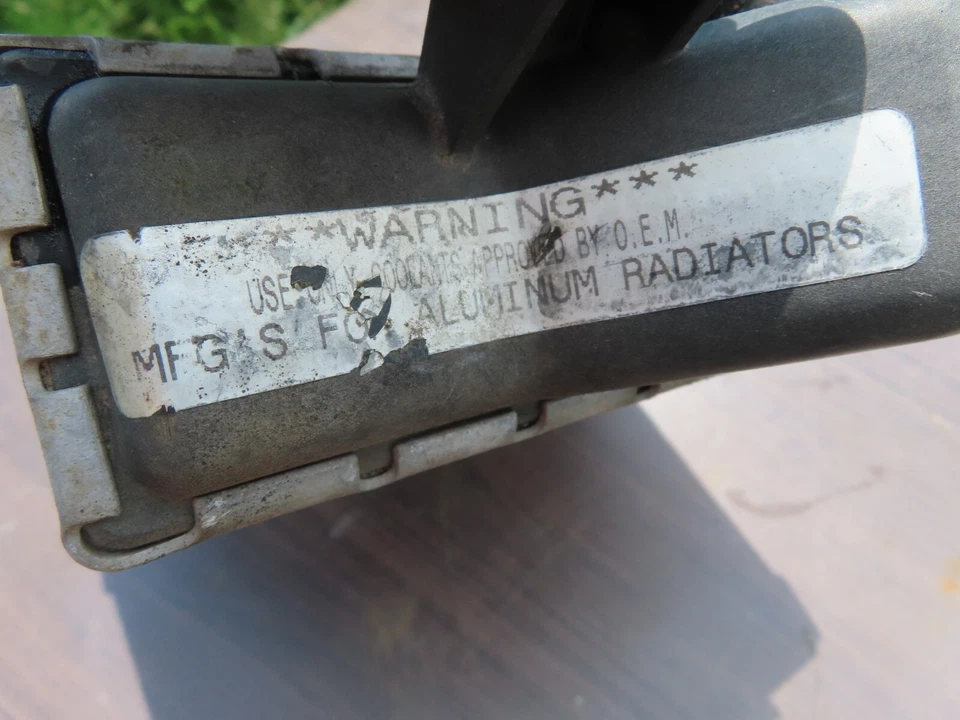 ***WARNING***
USE ONLY COOLANTS APPROVED BY O.E.M.
MFG'S FOR ALUMINUM RADIATORS